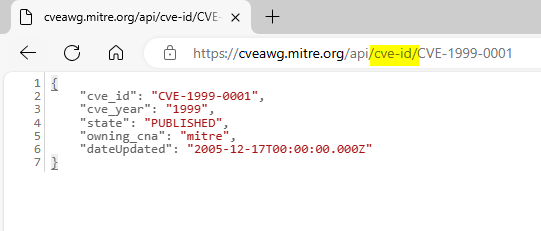 cveawg.mitre.org/api/cve-id/CVE-
https://cveawg.mitre.org/api/cve-id/CVE-1999-0001
1 {
2 "cve_id": "CVE-1999-0001",
3 "cve_year": "1999",
4 "state": "PUBLISHED",
5 "owning_cna": "mitre",
6 "dateUpdated": "2005-12-17T00:00:00.000Z"
7 }